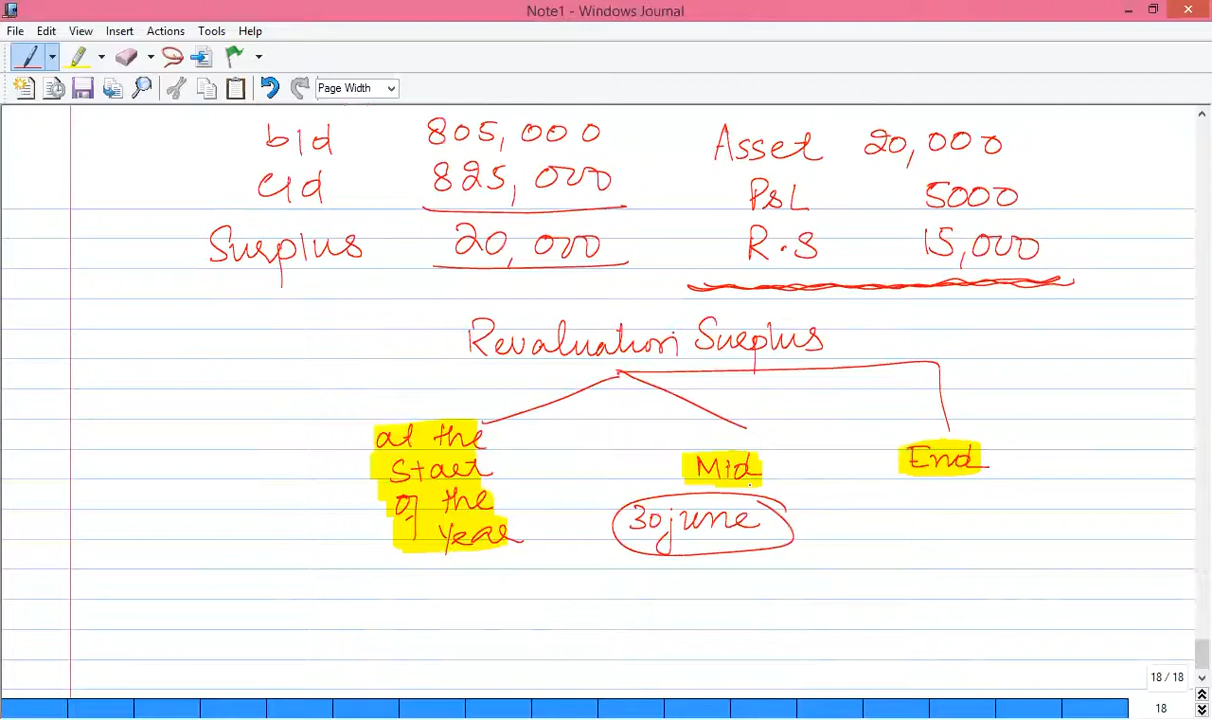 Note1 - Windows Journal
File Edit View Insert Actions Tools Help
Page Width
b/d 805,000
c/d 825,000
Surplus 20,000
Asset 20,000
P&L 5000
R.S 15,000
Revaluation Surplus
at the
Start
of the
Year
Mid
30 june
End
18 / 18
18